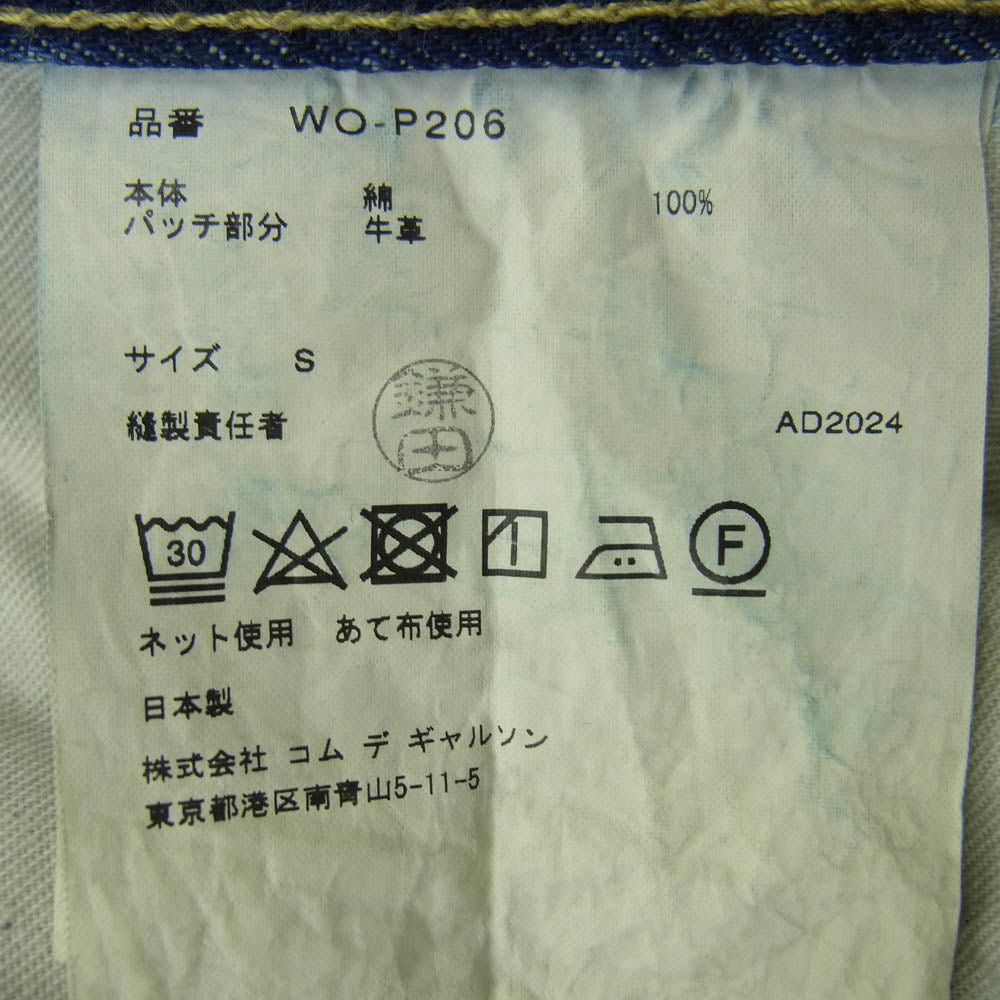 品番 WO-P206
本体 綿 100%
パッチ部分 牛革
サイズ S
縫製責任者 鎌田 AD2024
30 F
ネット使用 あて布使用
日本製
株式会社 コム デ ギャルソン
東京都港区南青山5-11-5